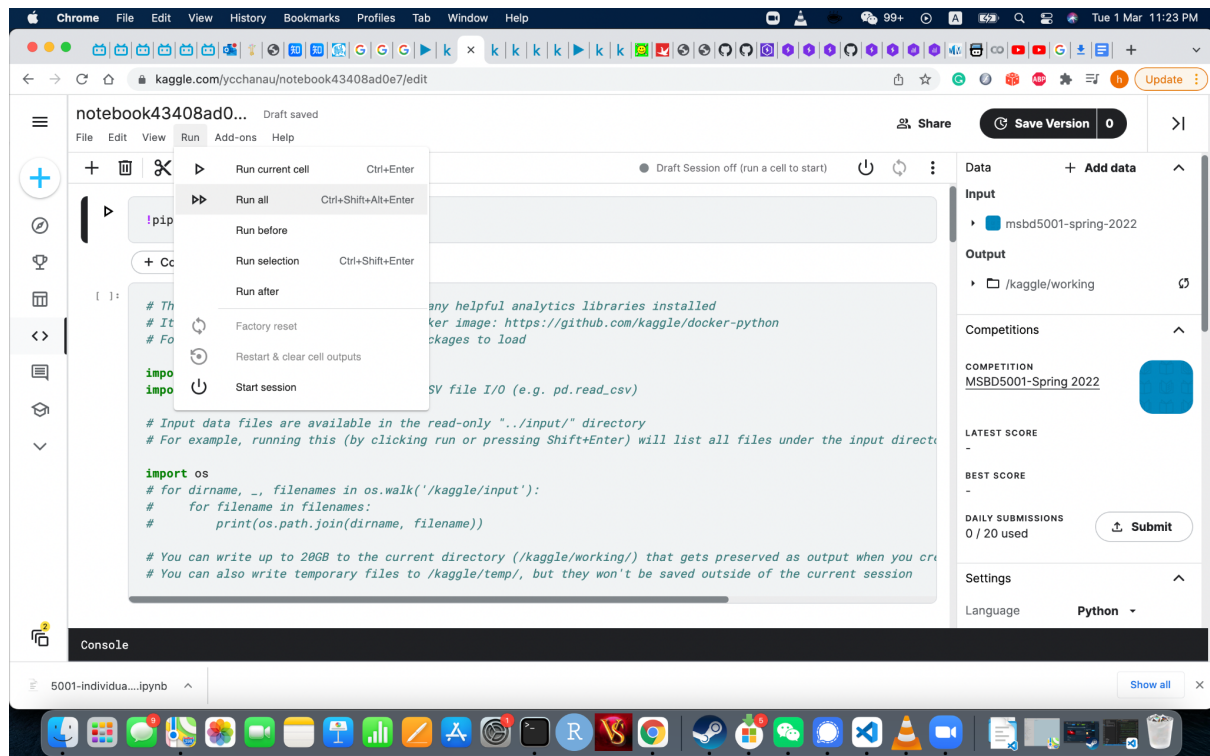 Chrome File Edit View History Bookmarks Profiles Tab Window Help 99+ A Tue 1 Mar 11:23 PM
kaggle.com/ycchanau/notebook43408ad0e7/edit ABP h Update
notebook43408ad0... Draft saved
File Edit View Run Add-ons Help
Share
Save Version 0
Draft Session off (run a cell to start)
Run current cell Ctrl+Enter
Run all Ctrl+Shift+Alt+Enter
Run before
Run selection Ctrl+Shift+Enter
Run after
Factory reset
Restart & clear cell outputs
Start session
!pip
+ Co
[ ]:
# Th any helpful analytics libraries installed
# It ker image: https://github.com/kaggle/docker-python
# Fo ckages to load
impo
impo SV file I/O (e.g. pd.read_csv)
# Input data files are available in the read-only "../input/" directory
# For example, running this (by clicking run or pressing Shift+Enter) will list all files under the input directo
import os
# for dirname, _, filenames in os.walk('/kaggle/input'):
# for filename in filenames:
# print(os.path.join(dirname, filename))
# You can write up to 20GB to the current directory (/kaggle/working/) that gets preserved as output when you cre
# You can also write temporary files to /kaggle/temp/, but they won't be saved outside of the current session
Data + Add data
Input
msbd5001-spring-2022
Output
/kaggle/working
Competitions
COMPETITION
MSBD5001-Spring 2022
LATEST SCORE
-
BEST SCORE
-
DAILY SUBMISSIONS
0 / 20 used
Submit
Settings
Language Python
2
Console
5001-individua....ipynb
Show all
9
1
R
VS
5